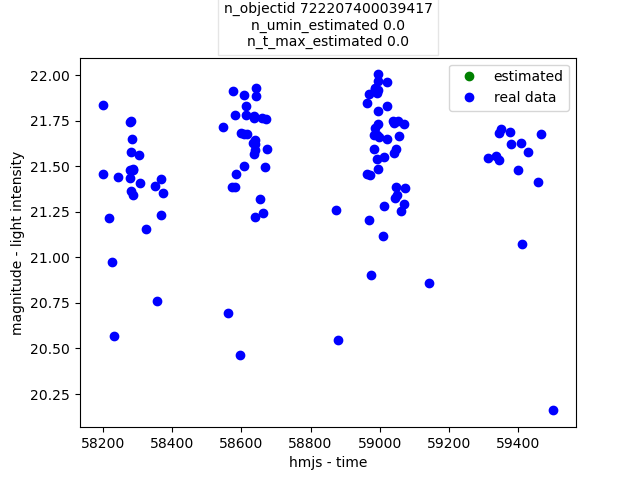 n_objectid 722207400039417
n_umin_estimated 0.0
n_t_max_estimated 0.0
estimated
real data
magnitude - light intensity
22.00
21.75
21.50
21.25
21.00
20.75
20.50
20.25
58200 58400 58600 58800 59000 59200 59400
hmjs - time